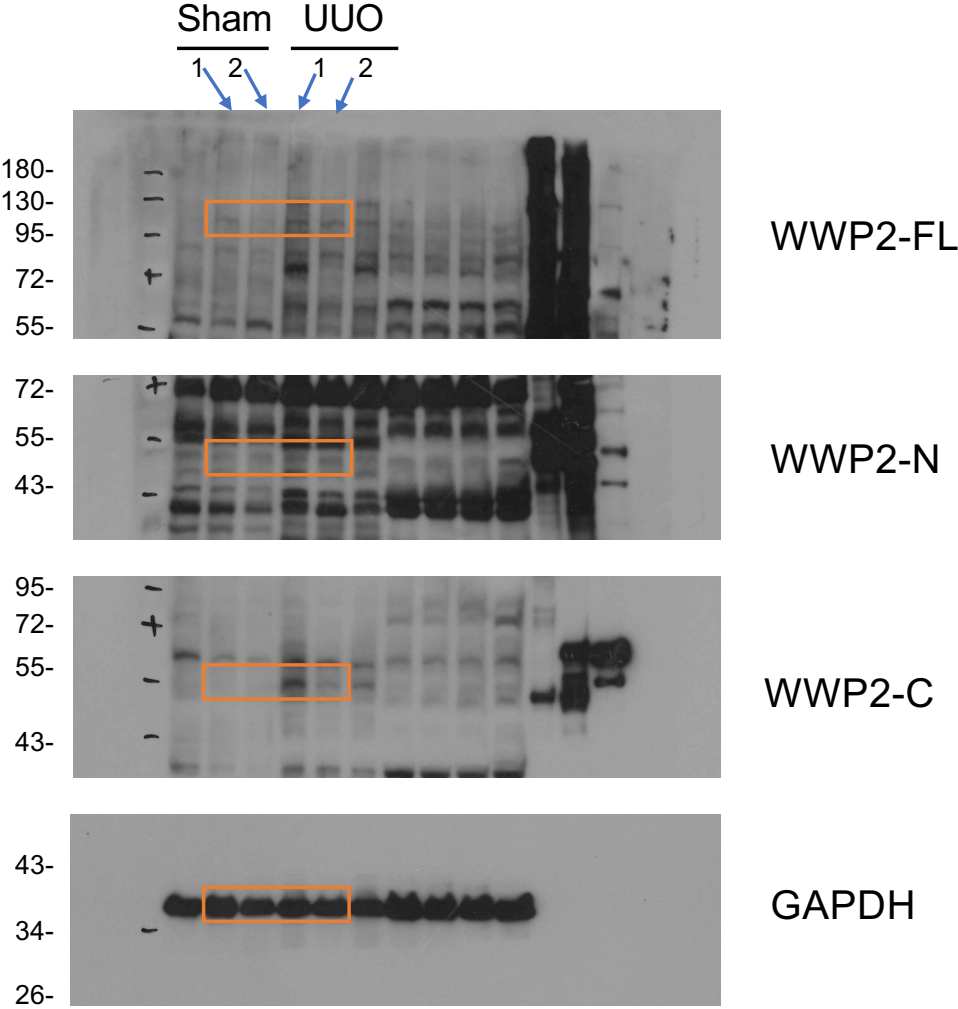 Sham UUO
1 2 1 2
180-
130-
95-
72-
55-
WWP2-FL
72-
55-
43-
WWP2-N
95-
72-
55-
43-
WWP2-C
43-
34-
26-
GAPDH